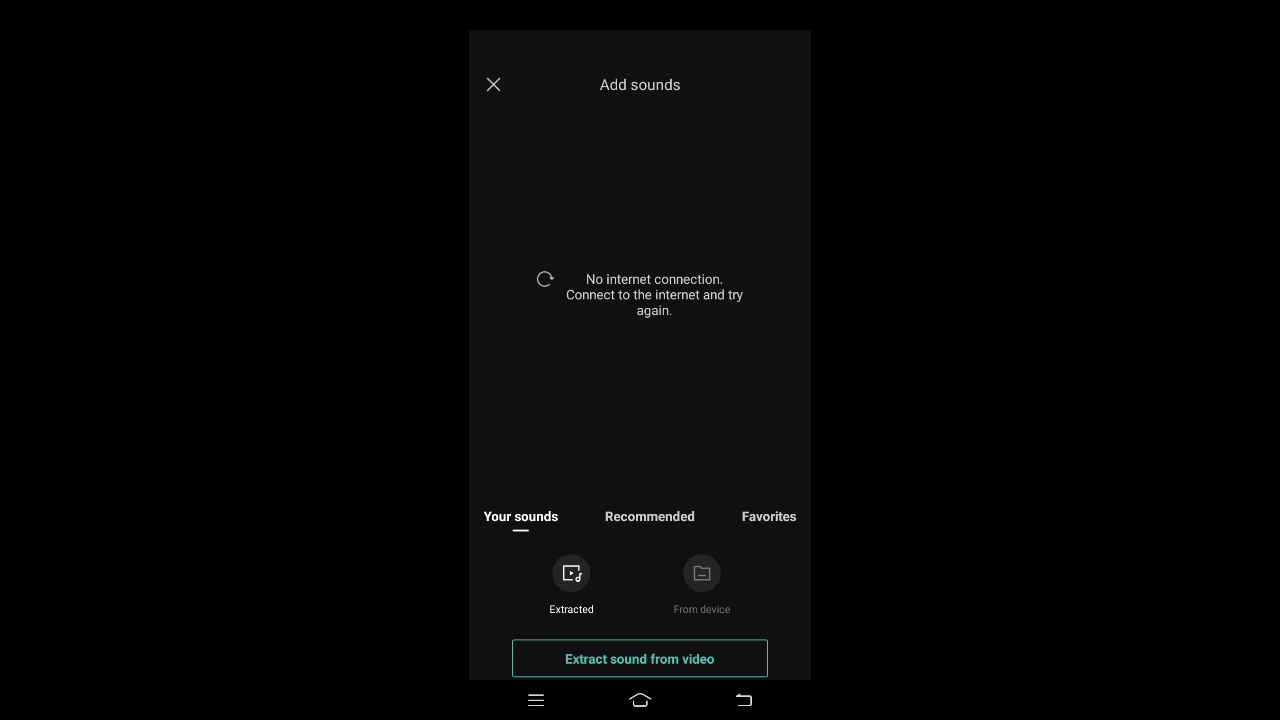 Add sounds
No internet connection.
Connect to the internet and try
again.
Your sounds
Recommended
Favorites
Extracted
From device
Extract sound from video